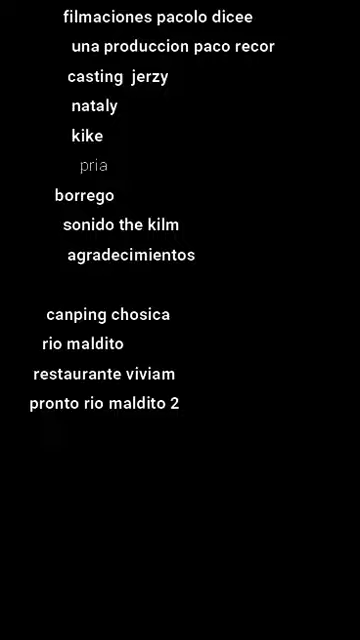 filmaciones pacolo dicee
una produccion paco recor
casting jerzy
nataly
kike
pria
borrego
sonido the kilm
agradecimientos
canping chosica
rio maldito
restaurante viviam
pronto rio maldito 2